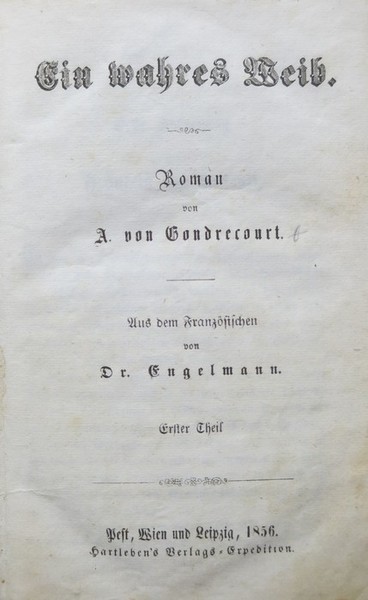 Ein wahres Weib.
Roman
von
A. von Gondrecourt.
Aus dem Französischen
von
Dr. Engelmann.
Erster Theil
Pest, Wien und Leipzig, 1856.
Hartleben's Verlags-Expedition.